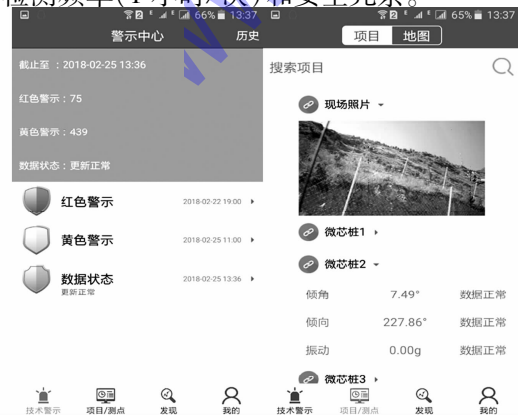 检测频率(1小时/次)和安全冗余。
66% 13:37
警示中心 历史
截止至 ：2018-02-25 13:36
红色警示：75
黄色警示：439
数据状态：更新正常
红色警示 2018-02-22 19:00
黄色警示 2018-02-25 11:00
数据状态 2018-02-25 13:36
更新正常
技术警示 项目/测点 发现 我的
65% 13:37
项目 地图
搜索项目
现场照片
微芯桩1
微芯桩2
倾角 7.49° 数据正常
倾向 227.86° 数据正常
振动 0.00g 数据正常
微芯桩3
技术警示 项目/测点 发现 我的